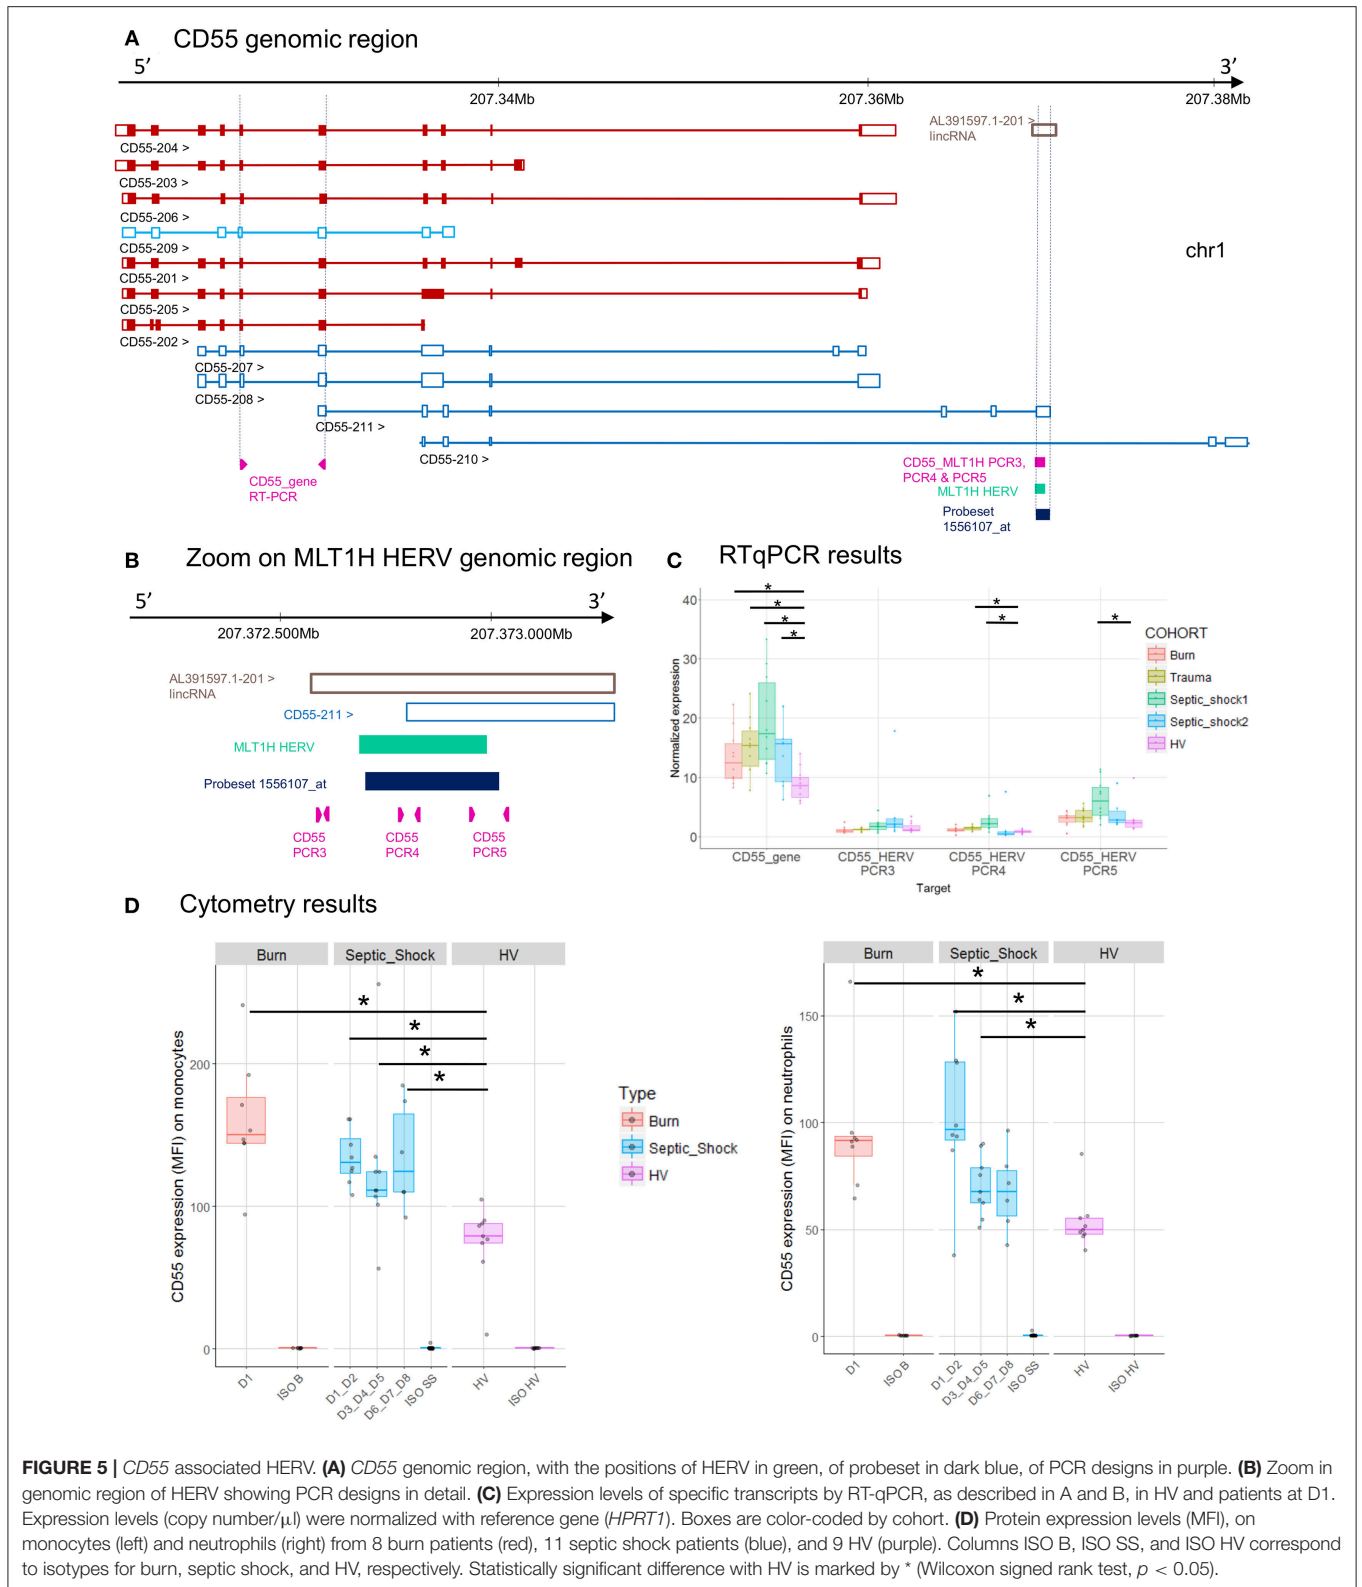 A CD55 genomic region
5’ 3’
207.34Mb 207.36Mb 207.38Mb
AL391597.1-201 >
lincRNA
CD55-204 >
CD55-203 >
CD55-206 >
CD55-209 >
chr1
CD55-201 >
CD55-205 >
CD55-202 >
CD55-207 >
CD55-208 >
CD55-211 >
CD55-210 >
CD55_gene
RT-PCR
CD55_MLT1H PCR3,
PCR4 & PCR5
MLT1H HERV
Probeset
1556107_at
B Zoom on MLT1H HERV genomic region
5’ 3’
207.372.500Mb 207.373.000Mb
AL391597.1-201 >
lincRNA
CD55-211 >
MLT1H HERV
Probeset 1556107_at
CD55
PCR3
CD55
PCR4
CD55
PCR5
C RTqPCR results
* * * * * * *
Normalized expression
40
30
20
10
0
CD55_gene
CD55_HERV
PCR3
CD55_HERV
PCR4
CD55_HERV
PCR5
Target
COHORT
Burn
Trauma
Septic_shock1
Septic_shock2
HV
D Cytometry results
Burn Septic_Shock HV
* * * *
CD55 expression (MFI) on monocytes
200
100
0
D1 ISO B D1_D2 D3_D4_D5 D6_D7_D8 ISO SS HV ISO HV
Type
Burn
Septic_Shock
HV
Burn Septic_Shock HV
* * *
CD55 expression (MFI) on neutrophils
150
100
50
0
D1 ISO B D1_D2 D3_D4_D5 D6_D7_D8 ISO SS HV ISO HV
FIGURE 5 | CD55 associated HERV. (A) CD55 genomic region, with the positions of HERV in green, of probeset in dark blue, of PCR designs in purple. (B) Zoom in
genomic region of HERV showing PCR designs in detail. (C) Expression levels of specific transcripts by RT-qPCR, as described in A and B, in HV and patients at D1.
Expression levels (copy number/μl) were normalized with reference gene (HPRT1). Boxes are color-coded by cohort. (D) Protein expression levels (MFI), on
monocytes (left) and neutrophils (right) from 8 burn patients (red), 11 septic shock patients (blue), and 9 HV (purple). Columns ISO B, ISO SS, and ISO HV correspond
to isotypes for burn, septic shock, and HV, respectively. Statistically significant difference with HV is marked by * (Wilcoxon signed rank test, p < 0.05).